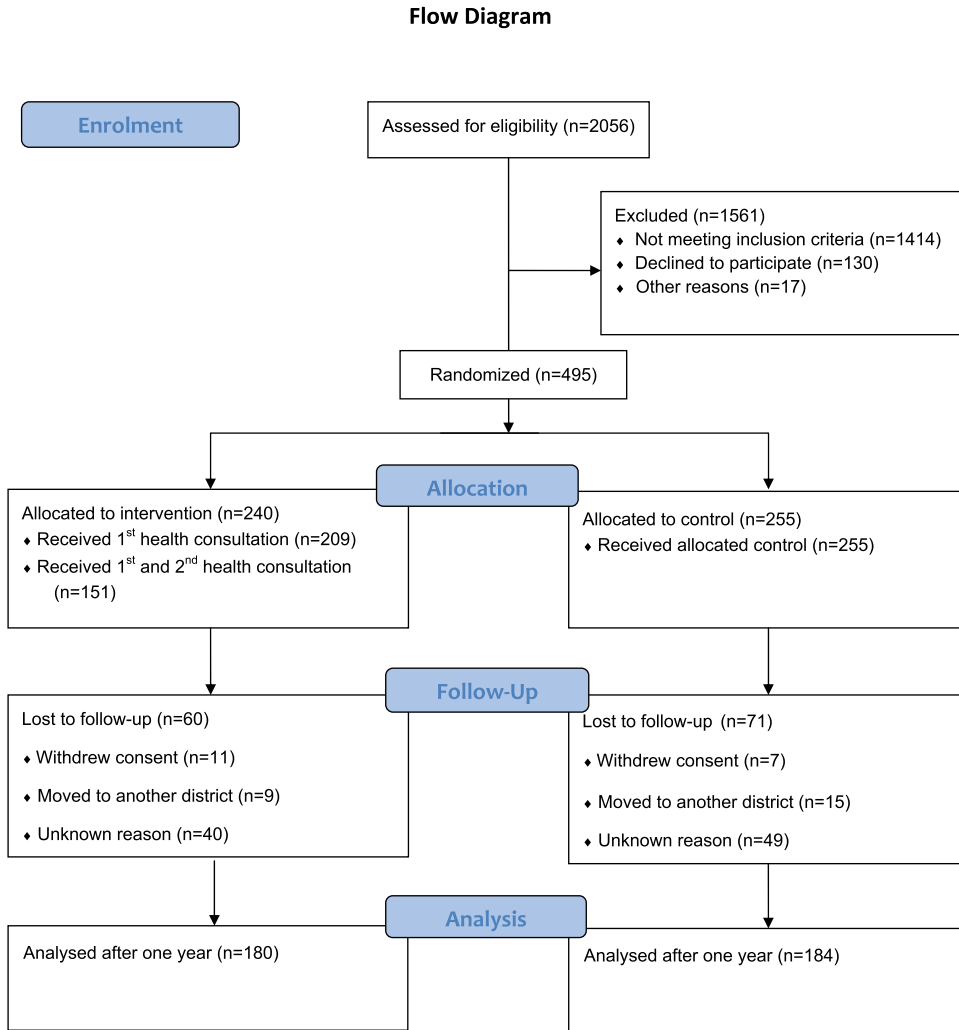 Flow Diagram
Enrolment
Assessed for eligibility (n=2056)
Excluded (n=1561)
♦ Not meeting inclusion criteria (n=1414)
♦ Declined to participate (n=130)
♦ Other reasons (n=17)
Randomized (n=495)
Allocation
Allocated to intervention (n=240)
♦ Received 1st health consultation (n=209)
♦ Received 1st and 2nd health consultation
(n=151)
Allocated to control (n=255)
♦ Received allocated control (n=255)
Follow-Up
Lost to follow-up (n=60)
♦ Withdrew consent (n=11)
♦ Moved to another district (n=9)
♦ Unknown reason (n=40)
Lost to follow-up (n=71)
♦ Withdrew consent (n=7)
♦ Moved to another district (n=15)
♦ Unknown reason (n=49)
Analysis
Analysed after one year (n=180)
Analysed after one year (n=184)